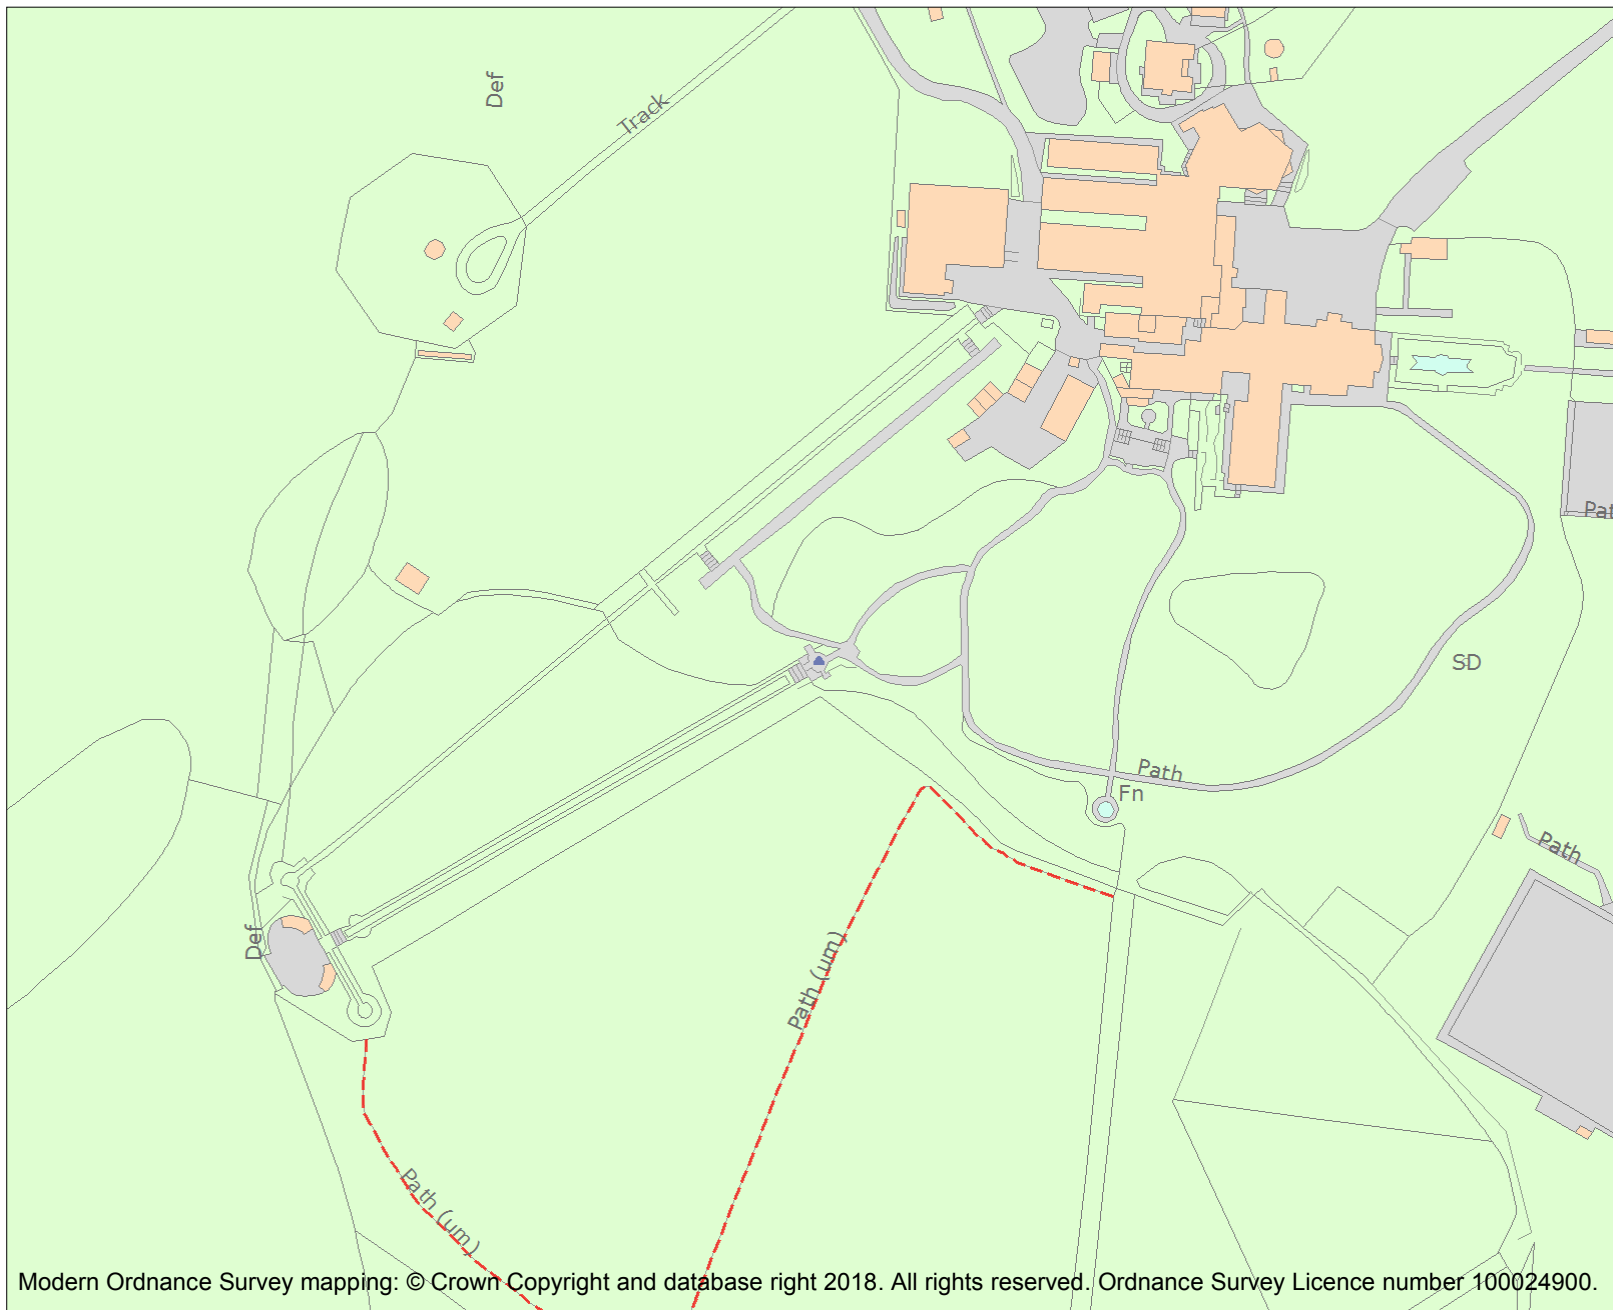 Def
Track
Pat
SD
Path
Fn
Path
Def
Path (um)
Path (um)
Modern Ordnance Survey mapping: © Crown Copyright and database right 2018. All rights reserved. Ordnance Survey Licence number 100024900.